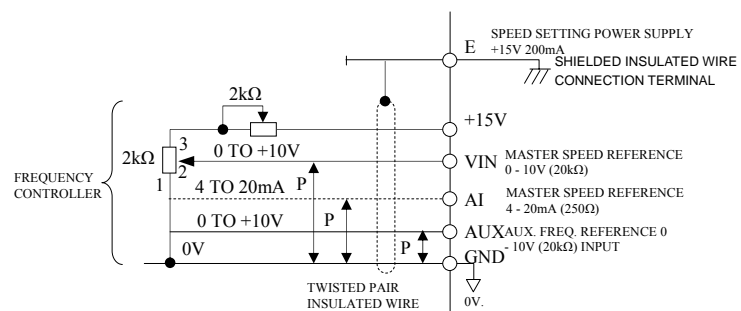 E
SPEED SETTING POWER SUPPLY
+15V 200mA
SHIELDED INSULATED WIRE
CONNECTION TERMINAL
2kΩ
+15V
3
2kΩ
2
1
0 TO +10V
VIN
MASTER SPEED REFERENCE
0 - 10V (20kΩ)
FREQUENCY
CONTROLLER
4 TO 20mA
P
AI
MASTER SPEED REFERENCE
4 - 20mA (250Ω)
0 TO +10V
P
AUX
AUX. FREQ. REFERENCE 0
- 10V (20kΩ) INPUT
0V
P
GND
TWISTED PAIR
INSULATED WIRE
0V.